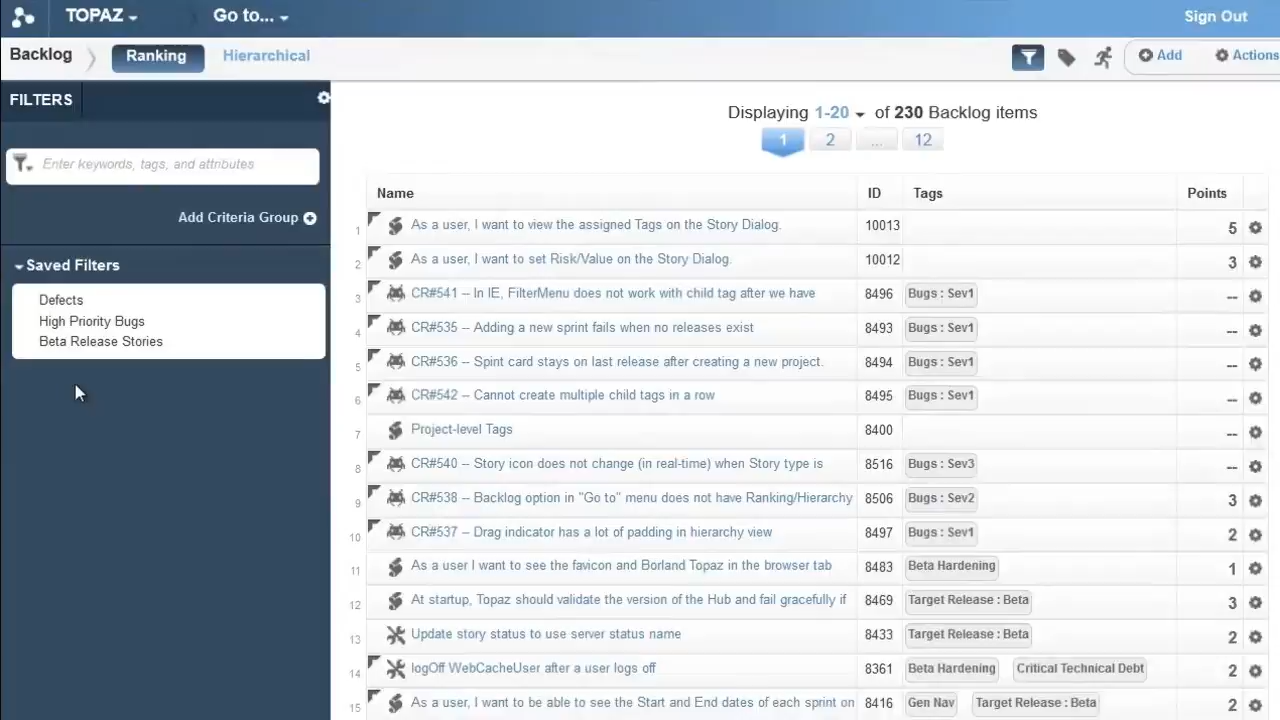 TOPAZ Go to... Sign Out
Backlog Ranking Hierarchical Add Actions
FILTERS
Enter keywords, tags, and attributes
Add Criteria Group
Saved Filters
Defects
High Priority Bugs
Beta Release Stories
Displaying 1-20 of 230 Backlog items
1 2 ... 12
Name ID Tags Points
1 As a user, I want to view the assigned Tags on the Story Dialog. 10013 5
2 As a user, I want to set Risk/Value on the Story Dialog. 10012 3
3 CR#541 -- In IE, FilterMenu does not work with child tag after we have 8496 Bugs : Sev1 --
4 CR#535 -- Adding a new sprint fails when no releases exist 8493 Bugs : Sev1 --
5 CR#536 -- Spint card stays on last release after creating a new project. 8494 Bugs : Sev1 --
6 CR#542 -- Cannot create multiple child tags in a row 8495 Bugs : Sev1 --
7 Project-level Tags 8400 --
8 CR#540 -- Story icon does not change (in real-time) when Story type is 8516 Bugs : Sev3 --
9 CR#538 -- Backlog option in "Go to" menu does not have Ranking/Hierarchy 8506 Bugs : Sev2 3
10 CR#537 -- Drag indicator has a lot of padding in hierarchy view 8497 Bugs : Sev1 2
11 As a user I want to see the favicon and Borland Topaz in the browser tab 8483 Beta Hardening 1
12 At startup, Topaz should validate the version of the Hub and fail gracefully if 8469 Target Release : Beta 3
13 Update story status to use server status name 8433 Target Release : Beta 2
14 logOff WebCacheUser after a user logs off 8361 Beta Hardening Critical Technical Debt 2
15 As a user, I want to be able to see the Start and End dates of each sprint on 8416 Gen Nav Target Release : Beta 2